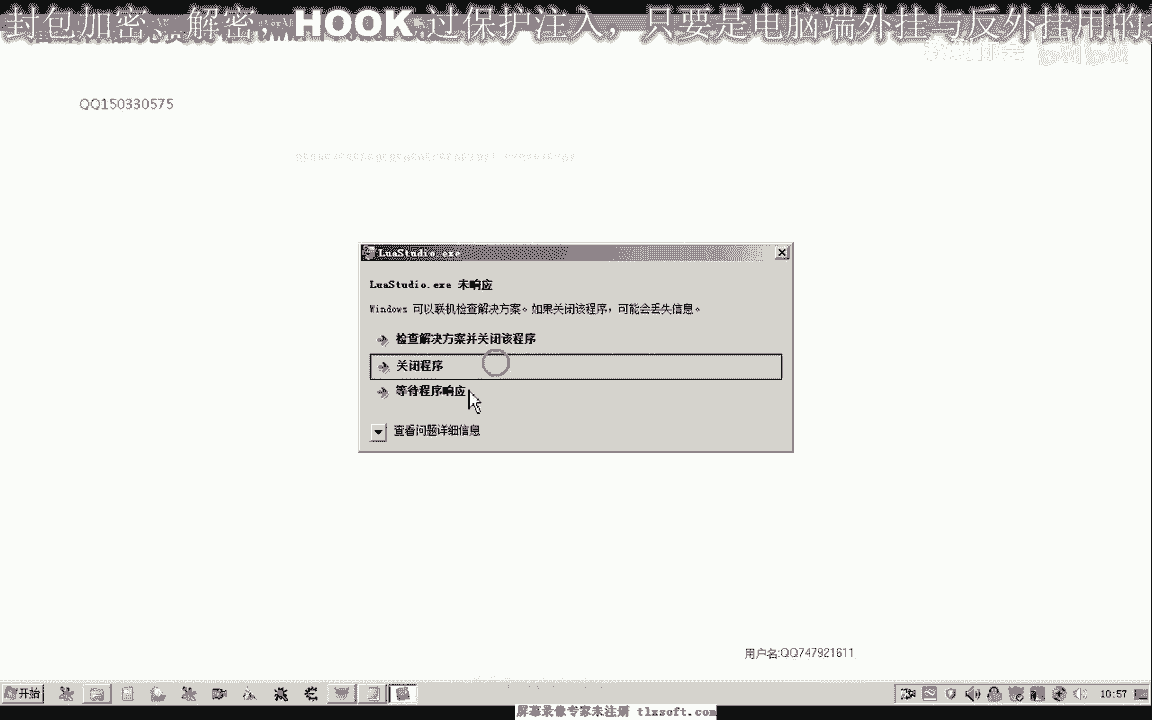 封包加密、解密，HOOK 过保护注入，只要是电脑端外挂与反外挂用的
QQ150330575
LuaStudio.exe
LuaStudio.exe 未响应
Windows 可以联机检查解决方案。如果关闭该程序，可能会丢失信息。
检查解决方案并关闭该程序
关闭程序
等待程序响应
查看问题详细信息
用户名:QQ747921611
开始
10:57
屏幕录像专家未注册 tlxsoft.com